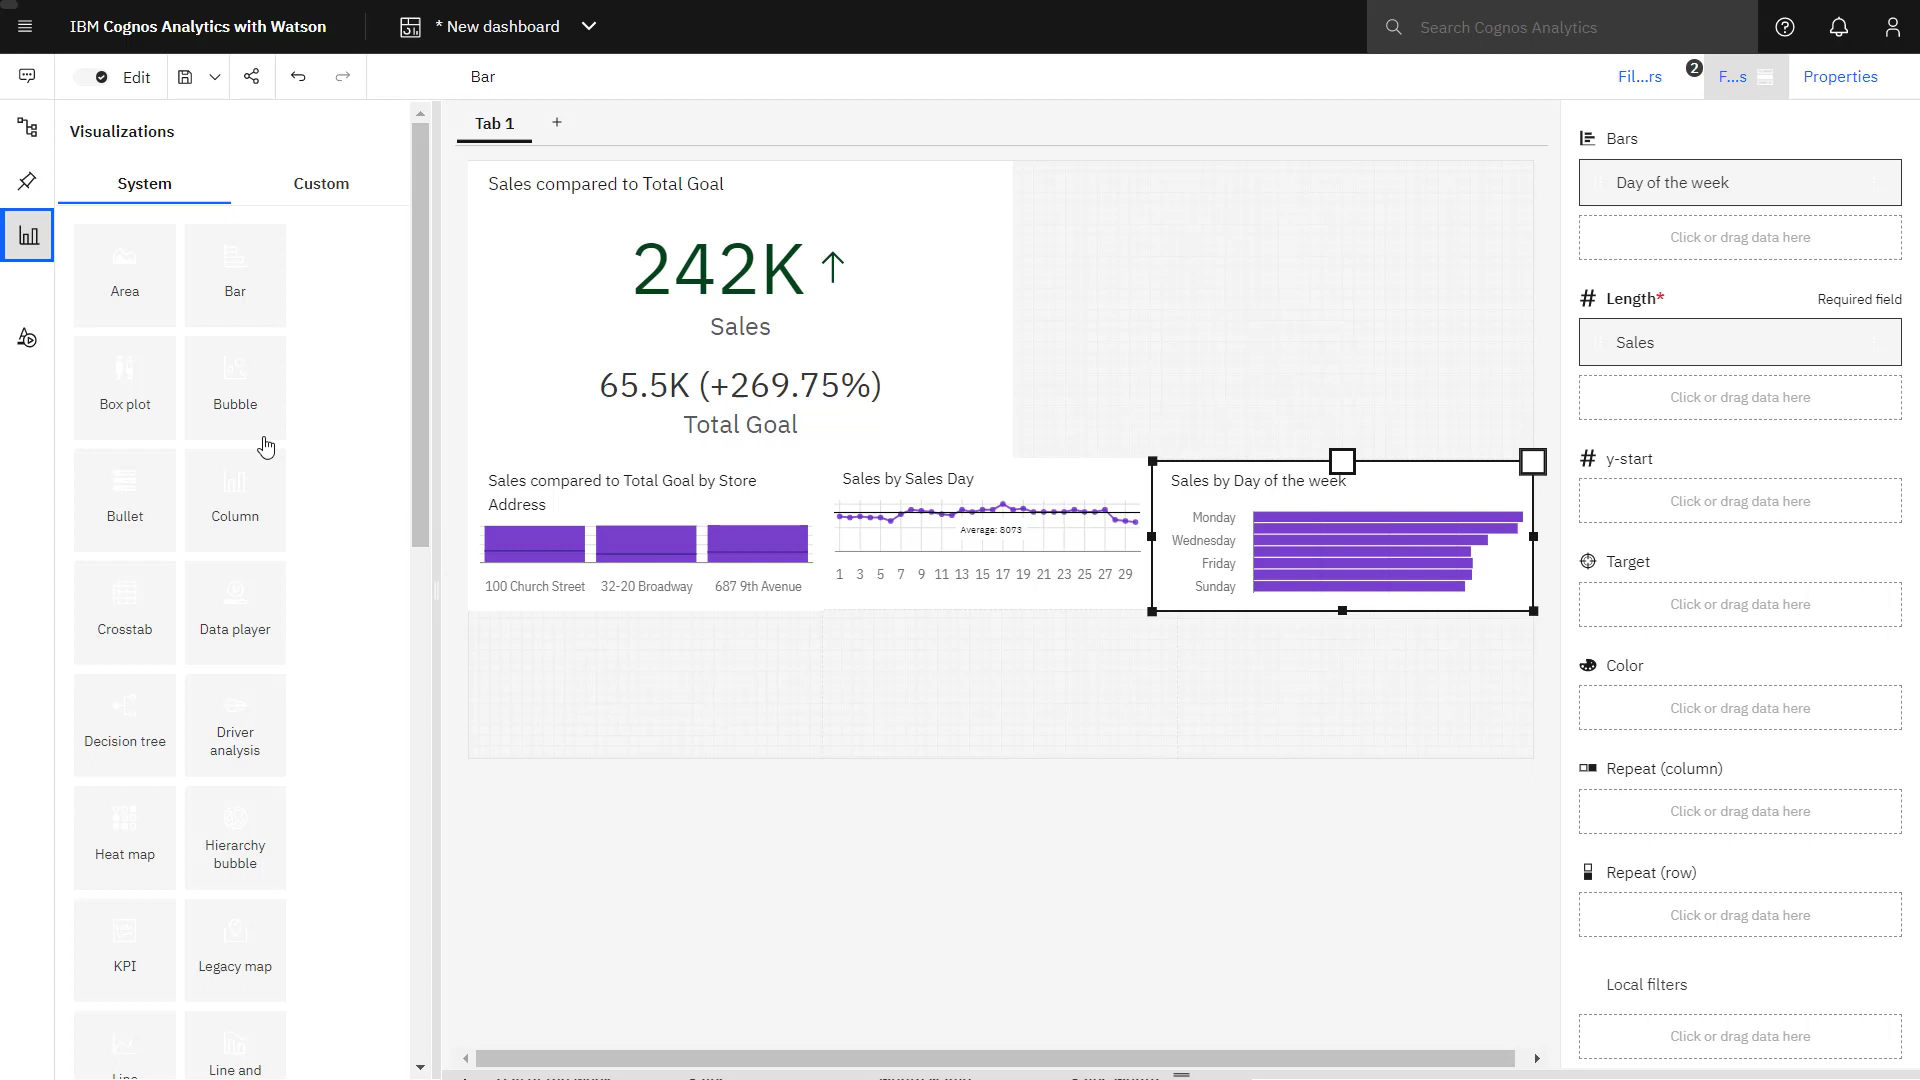 IBM Cognos Analytics with Watson
* New dashboard
Search Cognos Analytics
Edit
Bar
Fil...rs
2
F...s
Properties
Visualizations
System
Custom
Area
Bar
Box plot
Bubble
Bullet
Column
Crosstab
Data player
Decision tree
Driver
analysis
Heat map
Hierarchy
bubble
KPI
Legacy map
Line and
Tab 1
Sales compared to Total Goal
242K
Sales
65.5K (+269.75%)
Total Goal
Sales compared to Total Goal by Store
Address
100 Church Street
32-20 Broadway
687 9th Avenue
Sales by Sales Day
Average: 8073
1 3 5 7 9 11 13 15 17 19 21 23 25 27 29
Sales by Day of the week
Monday
Wednesday
Friday
Sunday
Bars
Day of the week
Click or drag data here
Length*
Required field
Sales
Click or drag data here
y-start
Click or drag data here
Target
Click or drag data here
Color
Click or drag data here
Repeat (column)
Click or drag data here
Repeat (row)
Click or drag data here
Local filters
Click or drag data here